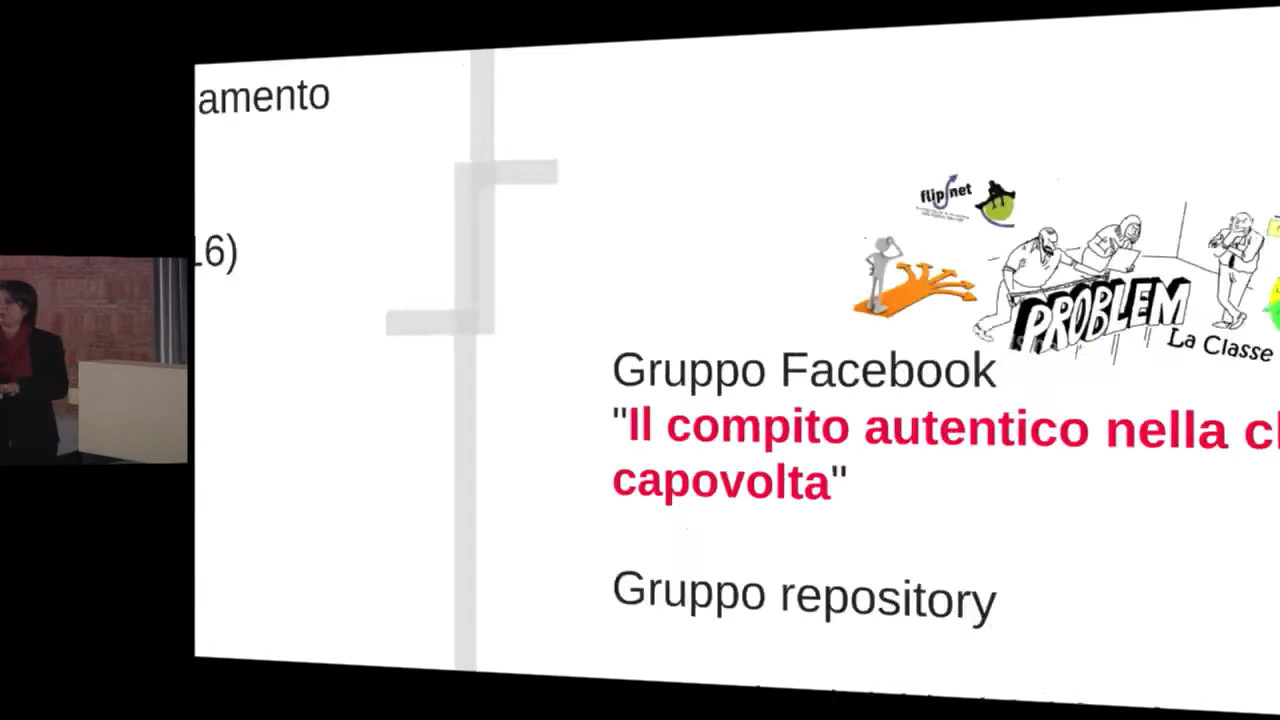 amento
16)
flipnet
PROBLEM
La Classe
Gruppo Facebook
"Il compito autentico nella cl
capovolta"
Gruppo repository